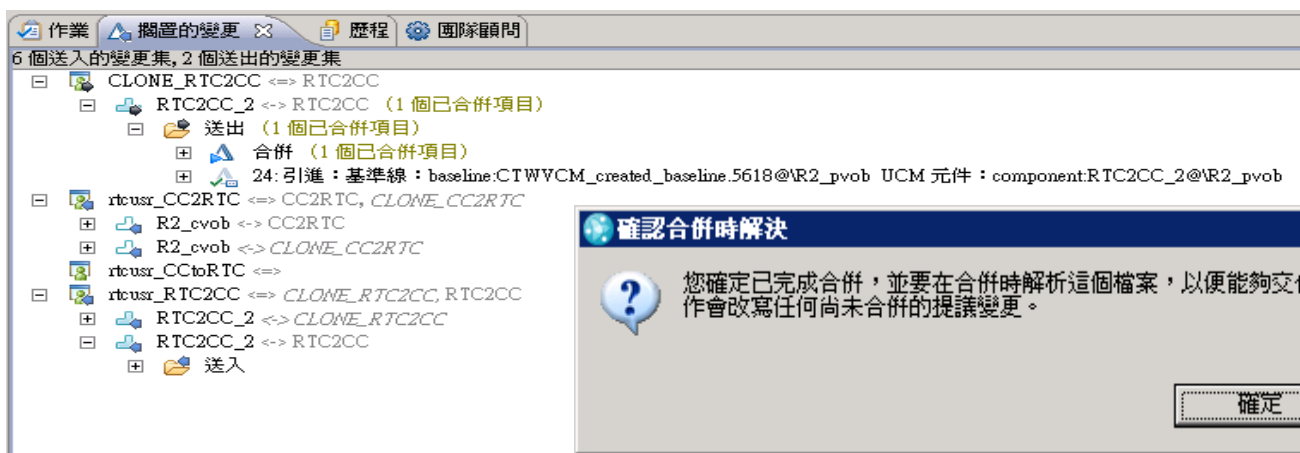 作業 擱置的變更 歷程 團隊顧問
6 個送入的變更集, 2 個送出的變更集
CLONE_RTC2CC <=> RTC2CC
RTC2CC_2 <-> RTC2CC (1 個已合併項目)
送出 (1 個已合併項目)
合併 (1 個已合併項目)
24: 引進：基準線：baseline:CTWVCM_created_baseline.5618@\R2_pvob UCM 元件：component:RTC2CC_2@\R2_pvob
rtcusr_CC2RTC <=> CC2RTC, CLONE_CC2RTC
R2_cvob <-> CC2RTC
R2_cvob <-> CLONE_CC2RTC
rtcusr_CCtoRTC <=>
rtcusr_RTC2CC <=> CLONE_RTC2CC, RTC2CC
RTC2CC_2 <-> CLONE_RTC2CC
RTC2CC_2 <-> RTC2CC
送入
確認合併時解決
您確定已完成合併，並要在合併時解析這個檔案，以便能夠交
作會改寫任何尚未合併的提議變更。
確定